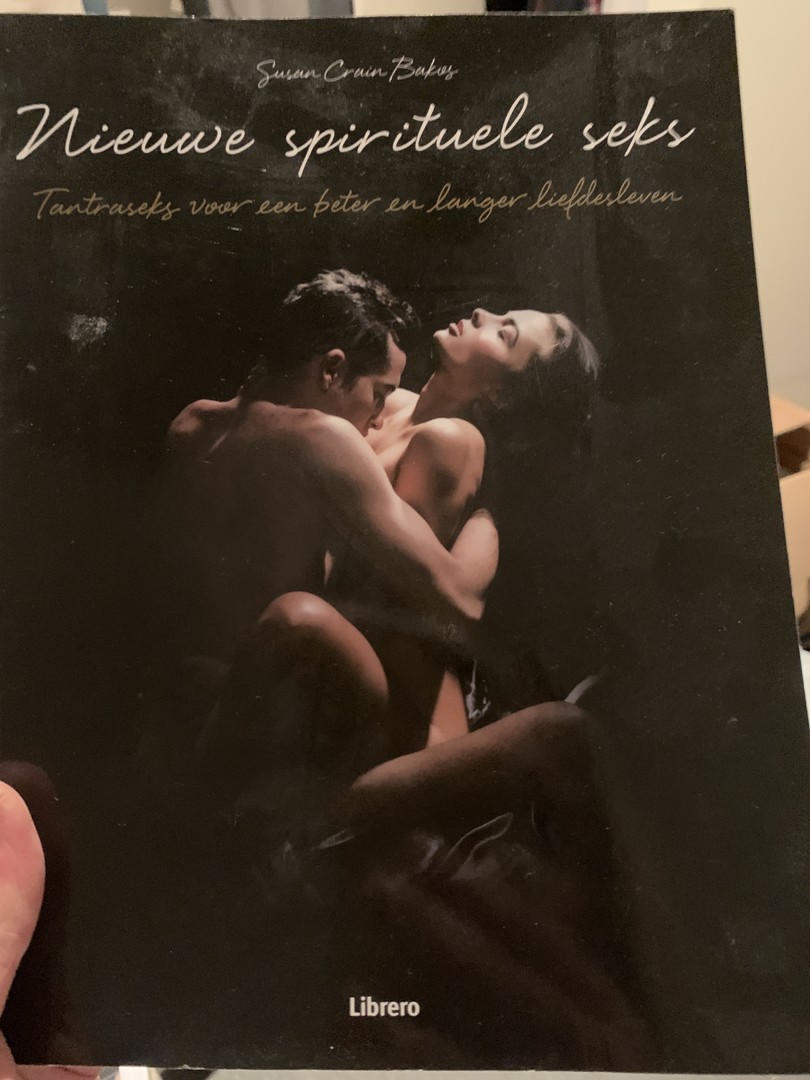 Susan Crain Bakos
Nieuwe spirituele seks
Tantraseks voor een beter en langer liefdesleven
Librero